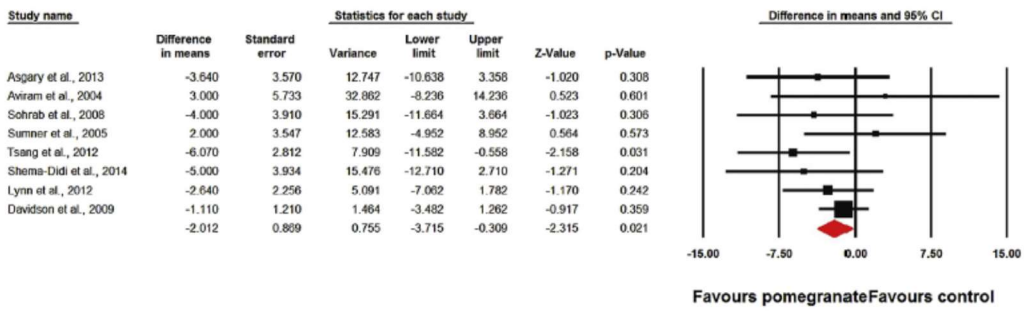 Study name Statistics for each study Difference in means and 95% CI
Difference in means Standard error Variance Lower limit Upper limit Z-Value p-Value
Asgary et al., 2013 -3.640 3.570 12.747 -10.638 3.358 -1.020 0.308
Aviram et al., 2004 3.000 5.733 32.862 -8.236 14.236 0.523 0.601
Sohrab et al., 2008 -4.000 3.910 15.291 -11.664 3.664 -1.023 0.306
Sumner et al., 2005 2.000 3.547 12.583 -4.952 8.952 0.564 0.573
Tsang et al., 2012 -6.070 2.812 7.909 -11.582 -0.558 -2.158 0.031
Shema-Didi et al., 2014 -5.000 3.934 15.476 -12.710 2.710 -1.271 0.204
Lynn et al., 2012 -2.640 2.256 5.091 -7.062 1.782 -1.170 0.242
Davidson et al., 2009 -1.110 1.210 1.464 -3.482 1.262 -0.917 0.359
-2.012 0.869 0.755 -3.715 -0.309 -2.315 0.021
-15.00 -7.50 0.00 7.50 15.00
Favours pomegranateFavours control